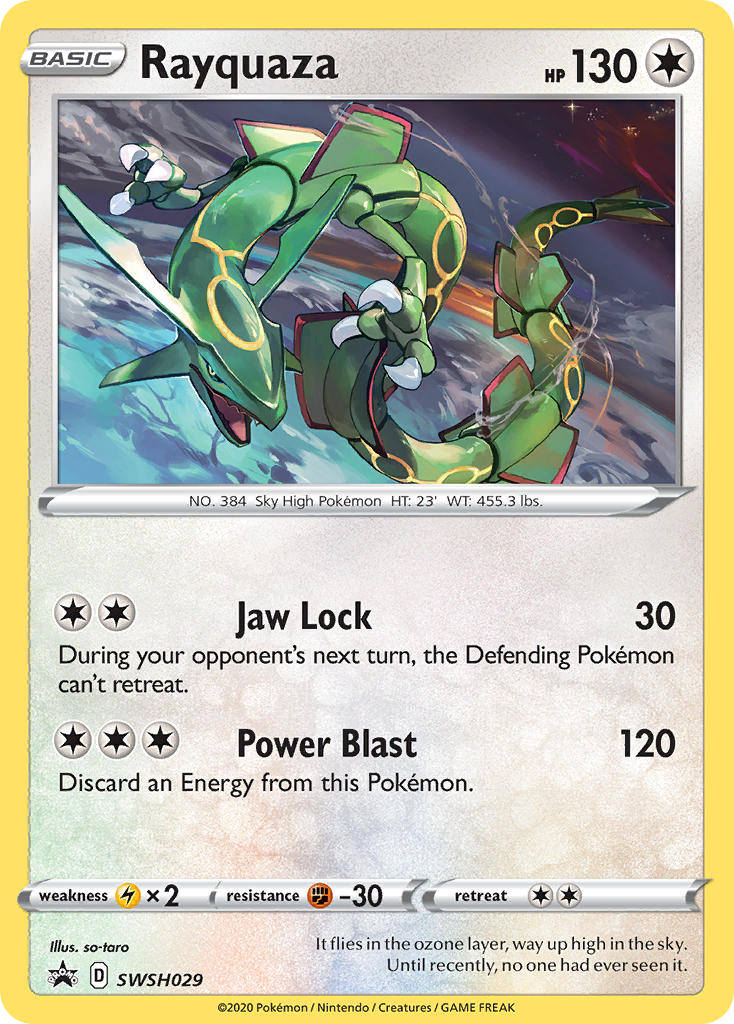 BASIC Rayquaza HP 130
NO. 384 Sky High Pokémon HT: 23' WT: 455.3 lbs.
Jaw Lock 30
During your opponent's next turn, the Defending Pokémon
can't retreat.
Power Blast 120
Discard an Energy from this Pokémon.
weakness ×2 resistance -30 retreat
Illus. so-taro
It flies in the ozone layer, way up high in the sky.
Until recently, no one had ever seen it.
D SWSH029
©2020 Pokémon / Nintendo / Creatures / GAME FREAK